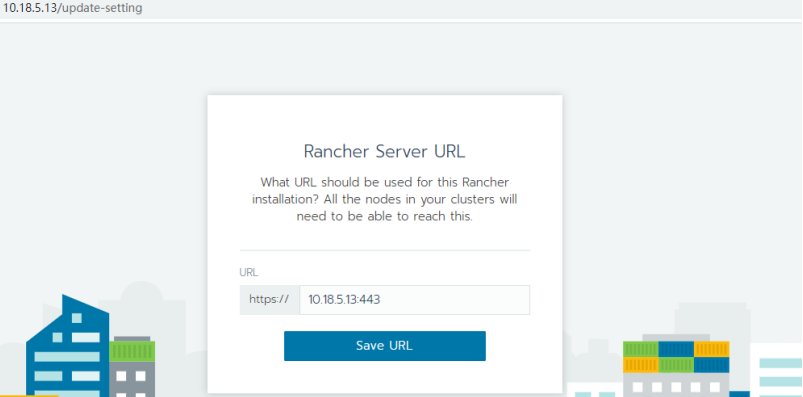 10.18.5.13/update-setting
Rancher Server URL
What URL should be used for this Rancher
installation? All the nodes in your clusters will
need to be able to reach this.
URL
https:// 10.18.5.13:443
Save URL